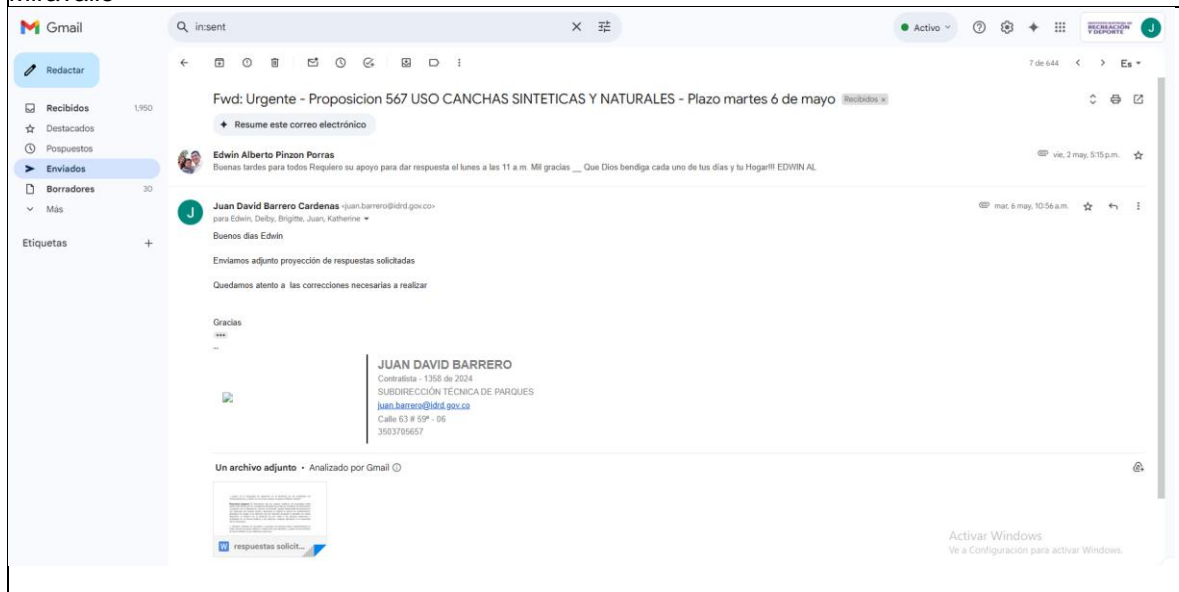 Gmail
in:sent
Activo
RECREACIÓN
Y DEPORTE
J
Redactar
7 de 644
Es
Recibidos 1,950
Destacados
Pospuestos
Enviados
Borradores 30
Más
Etiquetas
Fwd: Urgente - Proposicion 567 USO CANCHAS SINTETICAS Y NATURALES - Plazo martes 6 de mayo Recibidos x
Resume este correo electrónico
Edwin Alberto Pinzon Porras vie, 2 may, 5:15 p.m.
Buenas tardes para todos Requiero su apoyo para dar respuesta el lunes a las 11 a m. Mil gracias __ Que Dios bendiga cada uno de tus días y tu Hogar!!! EDWIN AL
J
Juan David Barrero Cardenas <juan.barrero@idrd.gov.co> mar, 6 may, 10:56 a.m.
para Edwin, Deiby, Brigitte, Juan, Katherine
Buenos dias Edwin
Enviamos adjunto proyección de respuestas solicitadas
Quedamos atento a las correcciones necesarias a realizar
Gracias
...
--
JUAN DAVID BARRERO
Contratista - 1358 de 2024
SUBDIRECCIÓN TÉCNICA DE PARQUES
juan.barrero@idrd.gov.co
Calle 63 # 59ª - 06
3503705657
Un archivo adjunto • Analizado por Gmail
W respuestas solicit...
Activar Windows
Ve a Configuración para activar Windows.